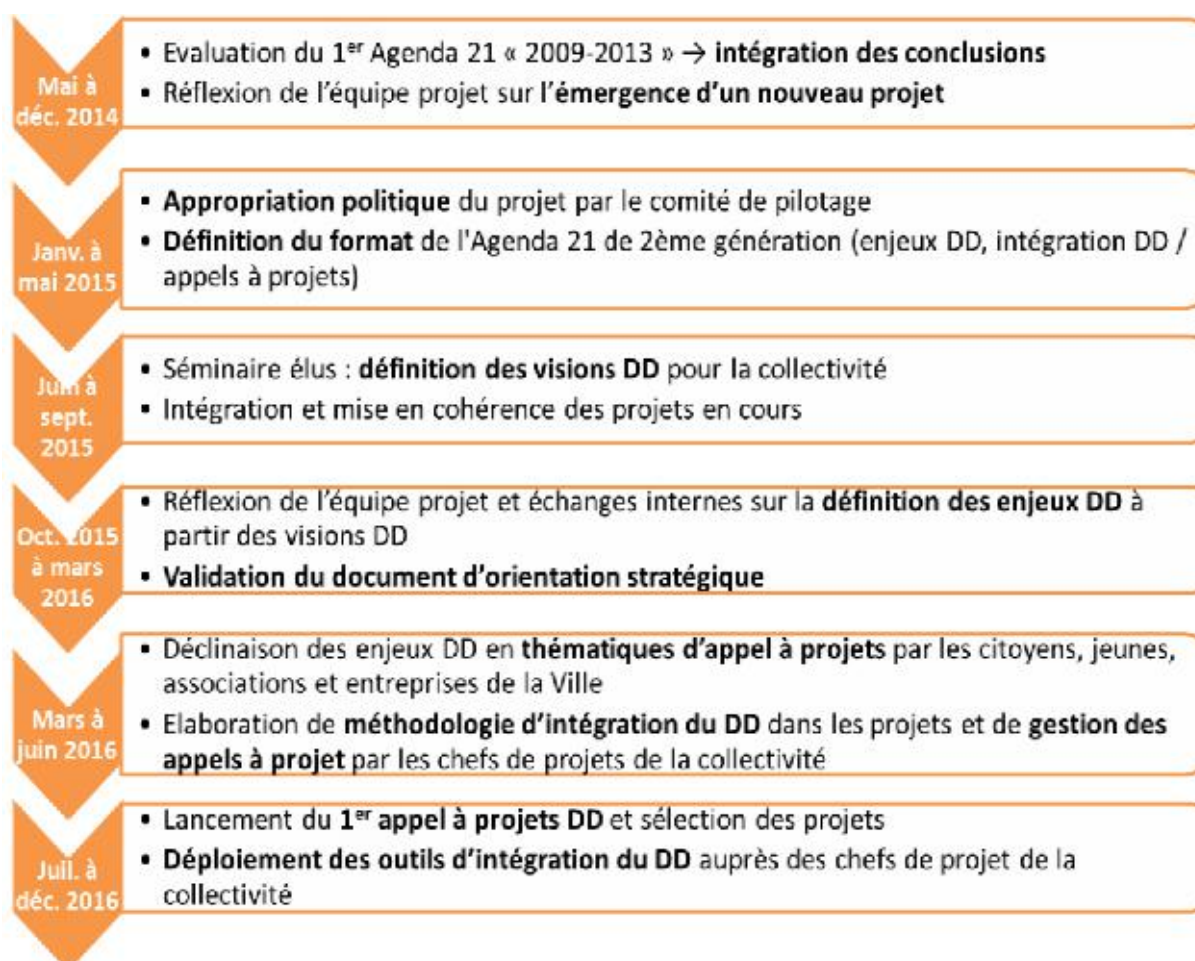 Mai à
déc. 2014
▪ Evaluation du 1er Agenda 21 « 2009-2013 » → intégration des conclusions
▪ Réflexion de l'équipe projet sur l'émergence d'un nouveau projet
Janv. à
mai 2015
▪ Appropriation politique du projet par le comité de pilotage
▪ Définition du format de l'Agenda 21 de 2ème génération (enjeux DD, intégration DD /
appels à projets)
Juin à
sept.
2015
▪ Séminaire élus : définition des visions DD pour la collectivité
▪ Intégration et mise en cohérence des projets en cours
Oct. 2015
à mars
2016
▪ Réflexion de l'équipe projet et échanges internes sur la définition des enjeux DD à
partir des visions DD
▪ Validation du document d'orientation stratégique
Mars à
juin 2016
▪ Déclinaison des enjeux DD en thématiques d'appel à projets par les citoyens, jeunes,
associations et entreprises de la Ville
▪ Elaboration de méthodologie d'intégration du DD dans les projets et de gestion des
appels à projet par les chefs de projets de la collectivité
Juil. à
déc. 2016
▪ Lancement du 1er appel à projets DD et sélection des projets
▪ Déploiement des outils d'intégration du DD auprès des chefs de projet de la
collectivité